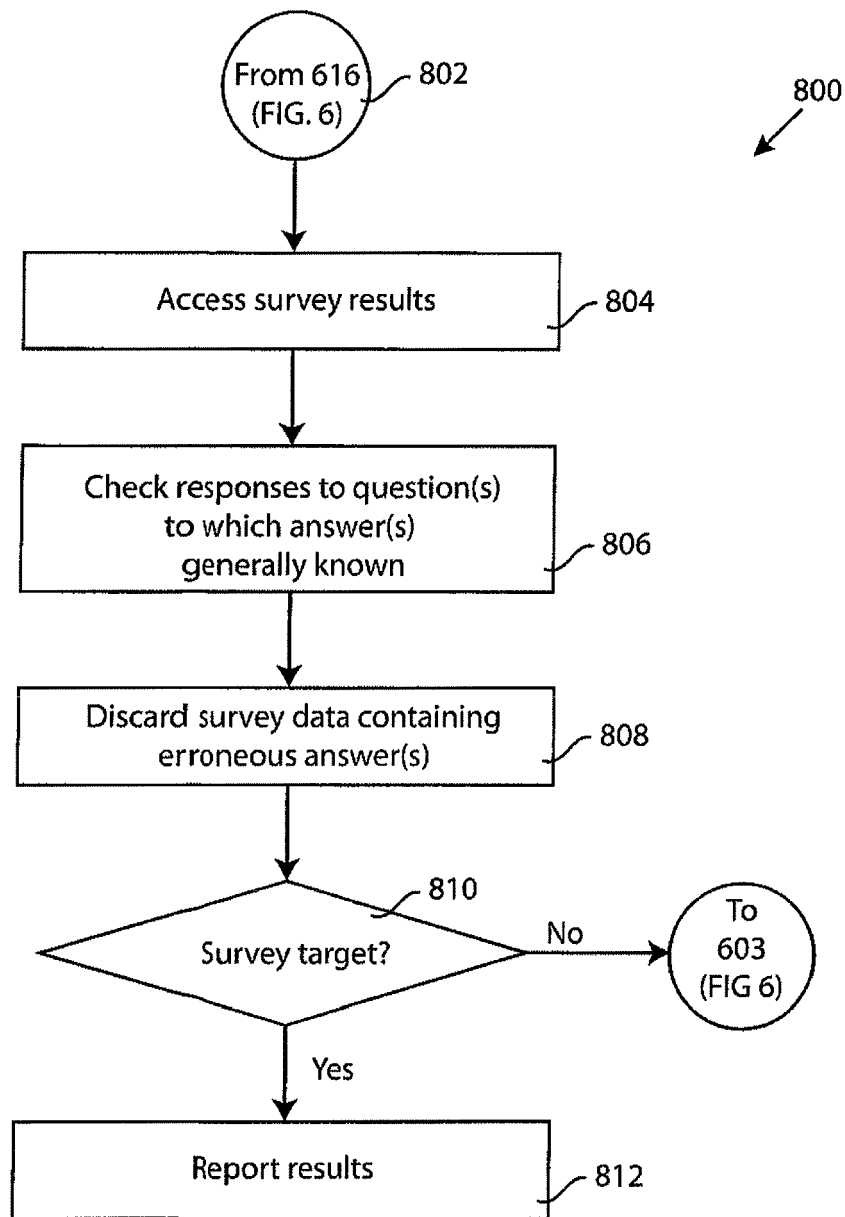 From 616
(FIG. 6)
802
800
Access survey results
804
Check responses to question(s)
to which answer(s)
generally known
806
Discard survey data containing
erroneous answer(s)
808
810
Survey target?
No
To
603
(FIG 6)
Yes
Report results
812